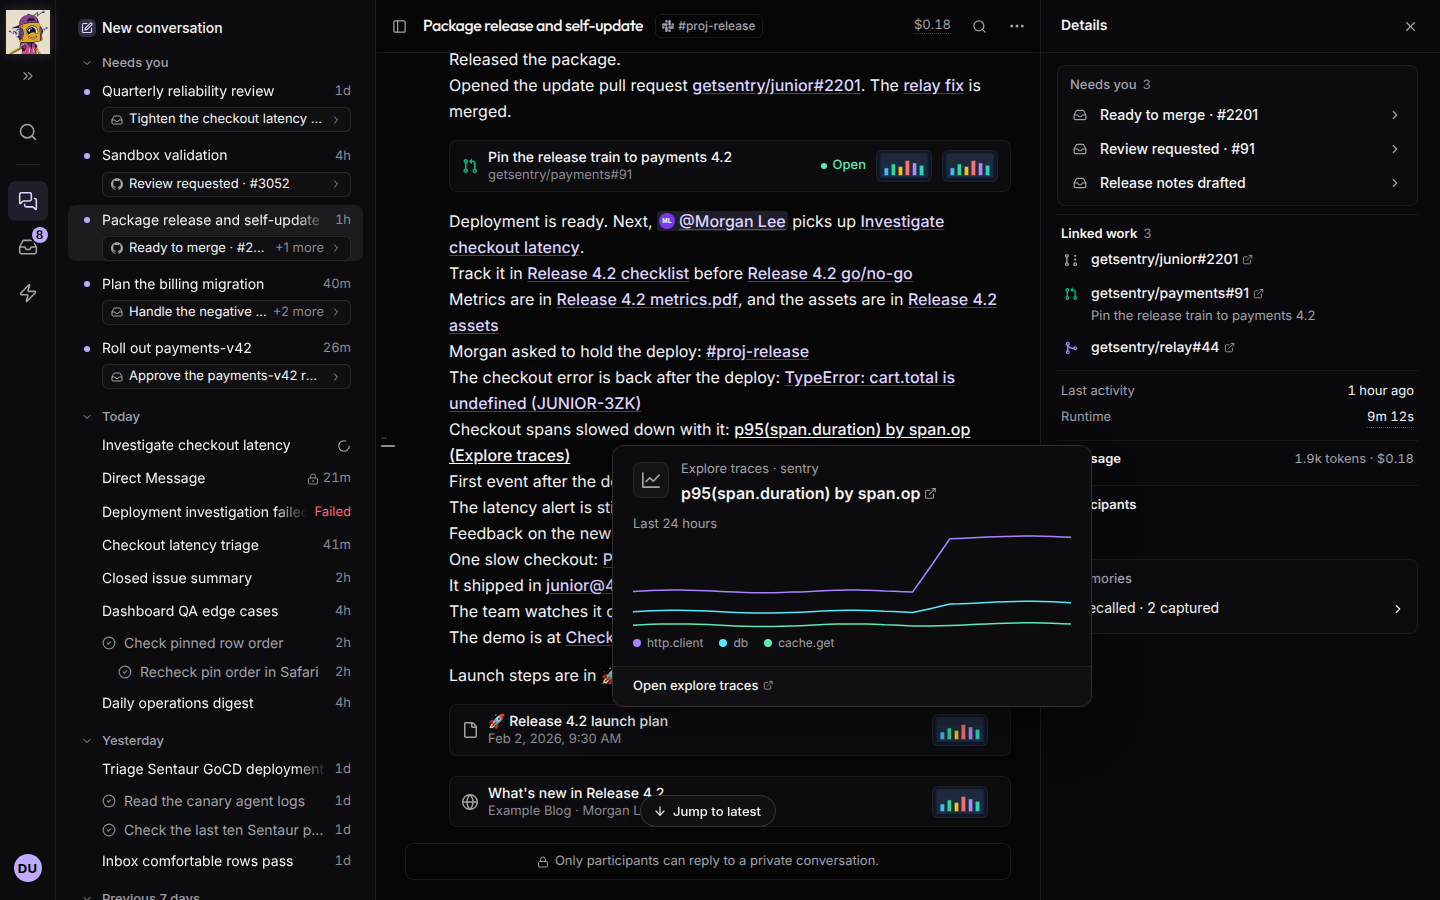 New conversation
Needs you
Quarterly reliability review 1d
Tighten the checkout latency ...
Sandbox validation 4h
Review requested · #3052
Package release and self-update 1h
Ready to merge · #2... +1 more
Plan the billing migration 40m
Handle the negative ... +2 more
Roll out payments-v42 26m
Approve the payments-v42 r...
Today
Investigate checkout latency
Direct Message 21m
Deployment investigation failed Failed
Checkout latency triage 41m
Closed issue summary 2h
Dashboard QA edge cases 4h
Check pinned row order 2h
Recheck pin order in Safari 2h
Daily operations digest 4h
Yesterday
Triage Sentaur GoCD deployment 1d
Read the canary agent logs 1d
Check the last ten Sentaur p... 1d
Inbox comfortable rows pass 1d
Previous 7 days
8
DU
Package release and self-update #proj-release $0.18
Released the package.
Opened the update pull request getsentry/junior#2201. The relay fix is
merged.
Pin the release train to payments 4.2
getsentry/payments#91
Open
Deployment is ready. Next, ML @Morgan Lee picks up Investigate
checkout latency.
Track it in Release 4.2 checklist before Release 4.2 go/no-go
Metrics are in Release 4.2 metrics.pdf, and the assets are in Release 4.2
assets
Morgan asked to hold the deploy: #proj-release
The checkout error is back after the deploy: TypeError: cart.total is
undefined (JUNIOR-3ZK)
Checkout spans slowed down with it: p95(span.duration) by span.op
(Explore traces)
First event after the de
The latency alert is sti
Feedback on the new
One slow checkout: P
It shipped in junior@4
The team watches it o
The demo is at Check
Launch steps are in 🚀
Explore traces · sentry
p95(span.duration) by span.op
Last 24 hours
http.client db cache.get
Open explore traces
🚀 Release 4.2 launch plan
Feb 2, 2026, 9:30 AM
What's new in Release 4.2
Example Blog · Morgan L
Jump to latest
Only participants can reply to a private conversation.
Details
Needs you 3
Ready to merge · #2201
Review requested · #91
Release notes drafted
Linked work 3
getsentry/junior#2201
getsentry/payments#91
Pin the release train to payments 4.2
getsentry/relay#44
Last activity 1 hour ago
Runtime 9m 12s
sage 1.9k tokens · $0.18
cipants
mories
ecalled · 2 captured